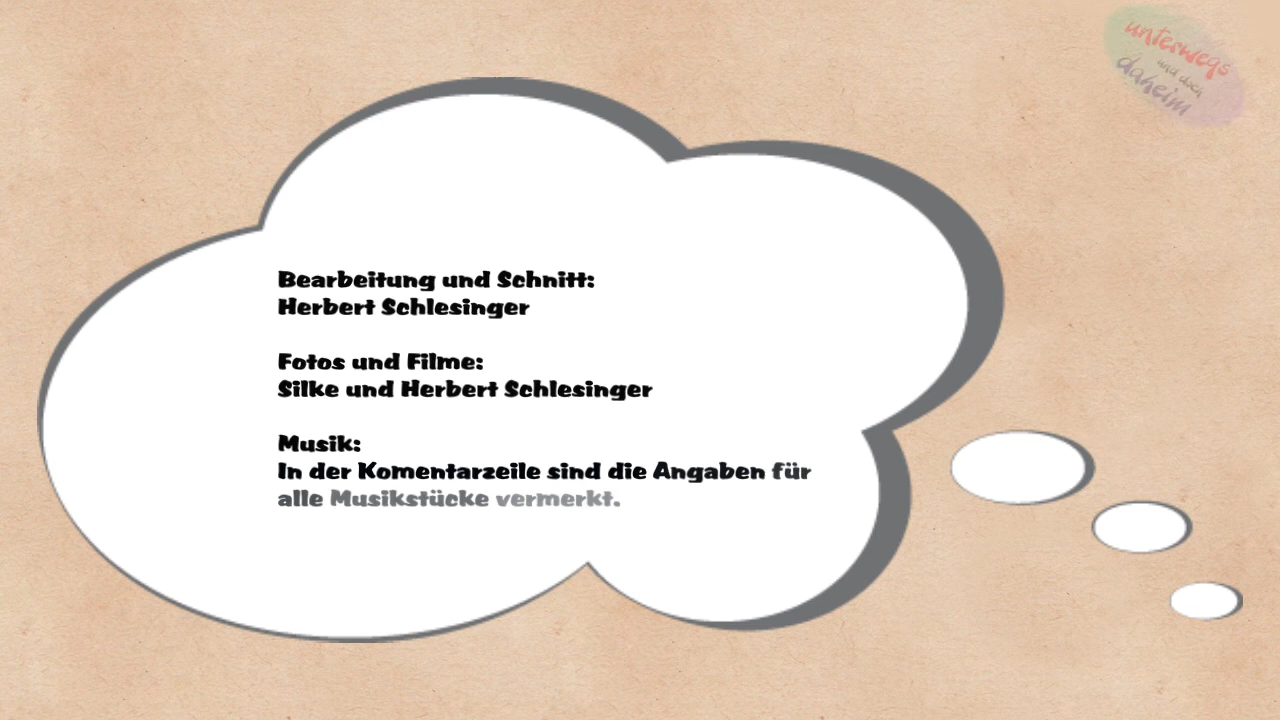 unterwegs
und doch
daheim
Bearbeitung und Schnitt:
Herbert Schlesinger
Fotos und Filme:
Silke und Herbert Schlesinger
Musik:
In der Komentarzeile sind die Angaben für
alle Musikstücke vermerkt.